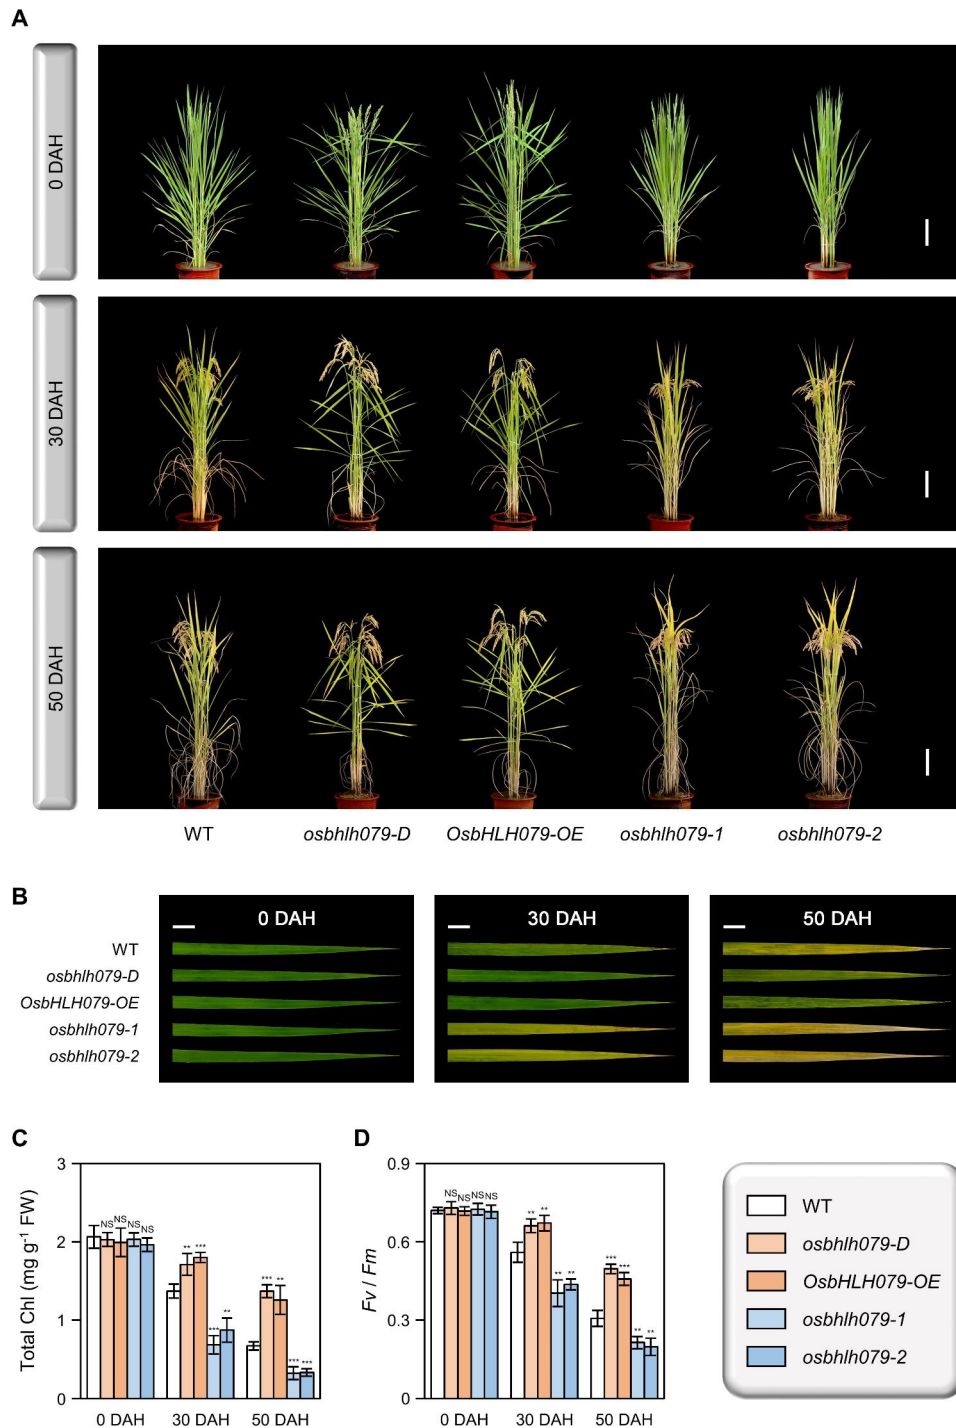 A
0 DAH
30 DAH
50 DAH
WT osbhlh079-D OsbHLH079-OE osbhlh079-1 osbhlh079-2
B
0 DAH 30 DAH 50 DAH
WT
osbhlh079-D
OsbHLH079-OE
osbhlh079-1
osbhlh079-2
C
Total Chl (mg g⁻¹ FW)
3
2
1
0
NS NS NS NS
** *** *** **
*** ** *** ***
0 DAH 30 DAH 50 DAH
D
Fv / Fm
0.9
0.6
0.3
0
NS NS NS NS
** ** ** **
*** *** ** **
0 DAH 30 DAH 50 DAH
WT
osbhlh079-D
OsbHLH079-OE
osbhlh079-1
osbhlh079-2